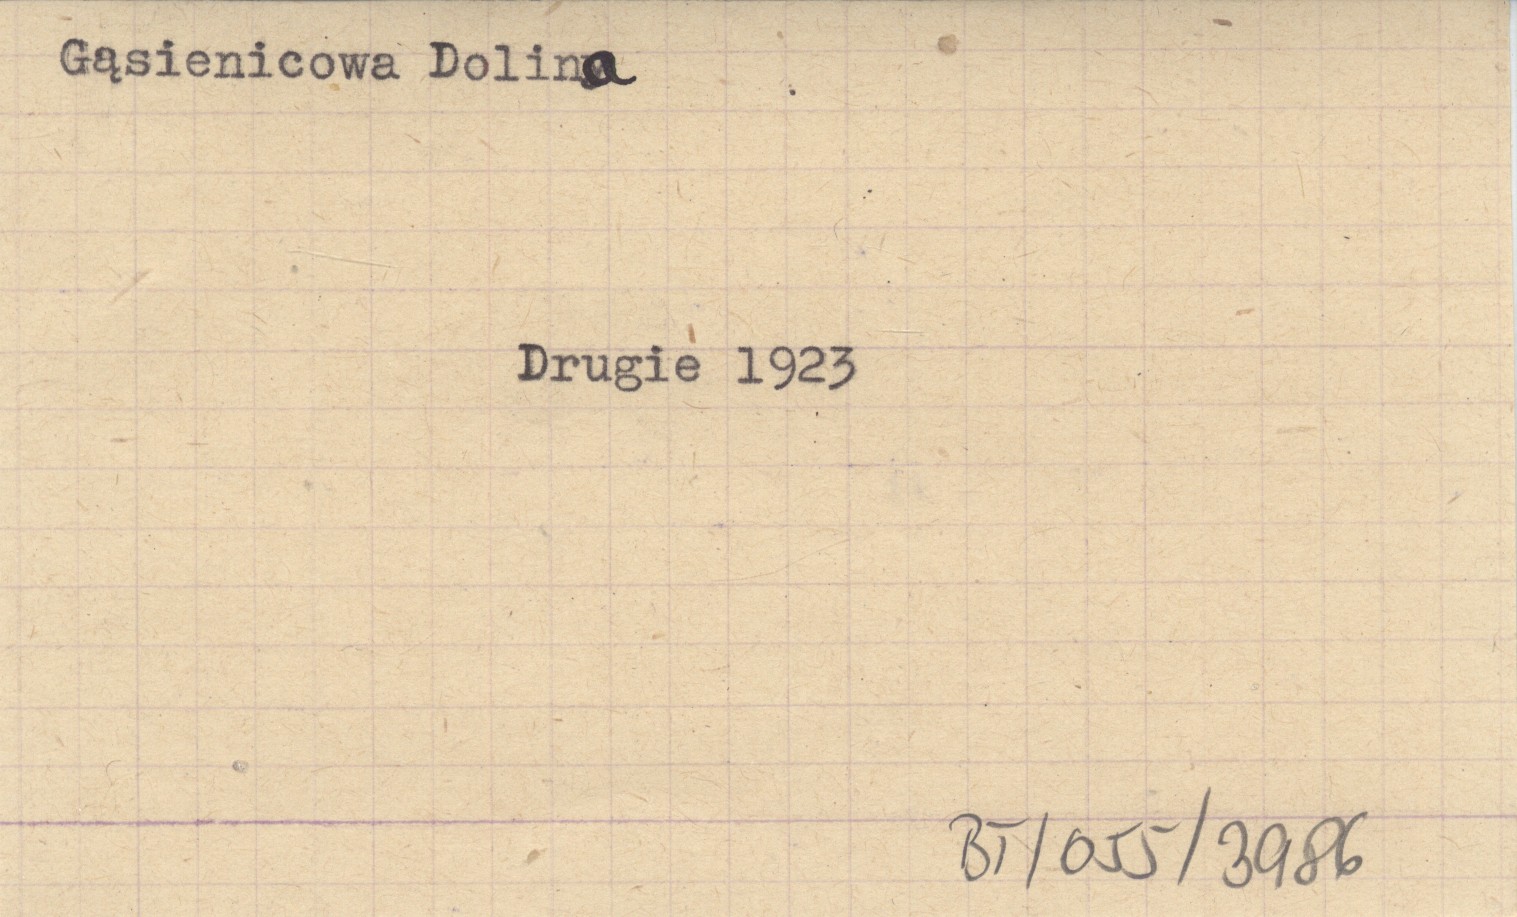 Gąsienicowa Dolina
Drugie 1923
BT/055/3986